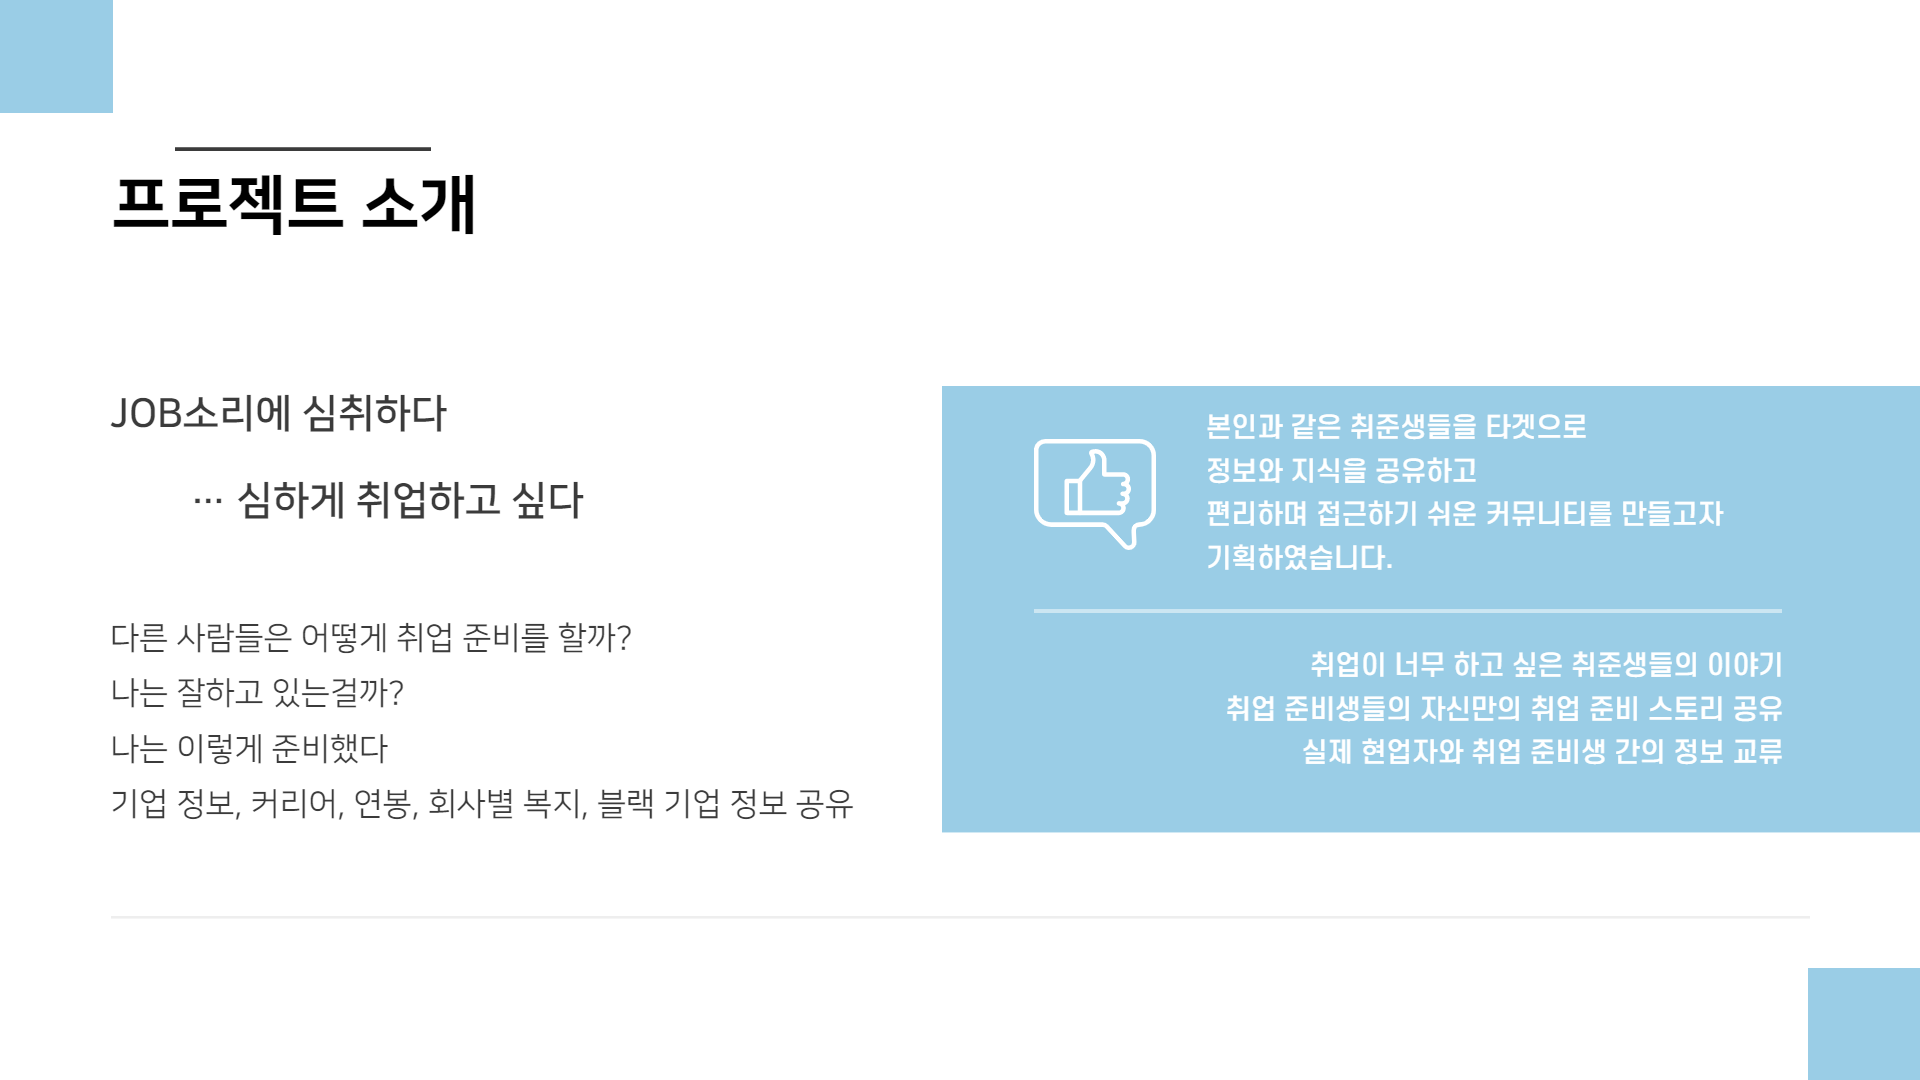 프로젝트 소개
JOB소리에 심취하다
··· 심하게 취업하고 싶다
다른 사람들은 어떻게 취업 준비를 할까?
나는 잘하고 있는걸까?
나는 이렇게 준비했다
기업 정보, 커리어, 연봉, 회사별 복지, 블랙 기업 정보 공유
본인과 같은 취준생들을 타겟으로
정보와 지식을 공유하고
편리하며 접근하기 쉬운 커뮤니티를 만들고자
기획하였습니다.
취업이 너무 하고 싶은 취준생들의 이야기
취업 준비생들의 자신만의 취업 준비 스토리 공유
실제 현업자와 취업 준비생 간의 정보 교류